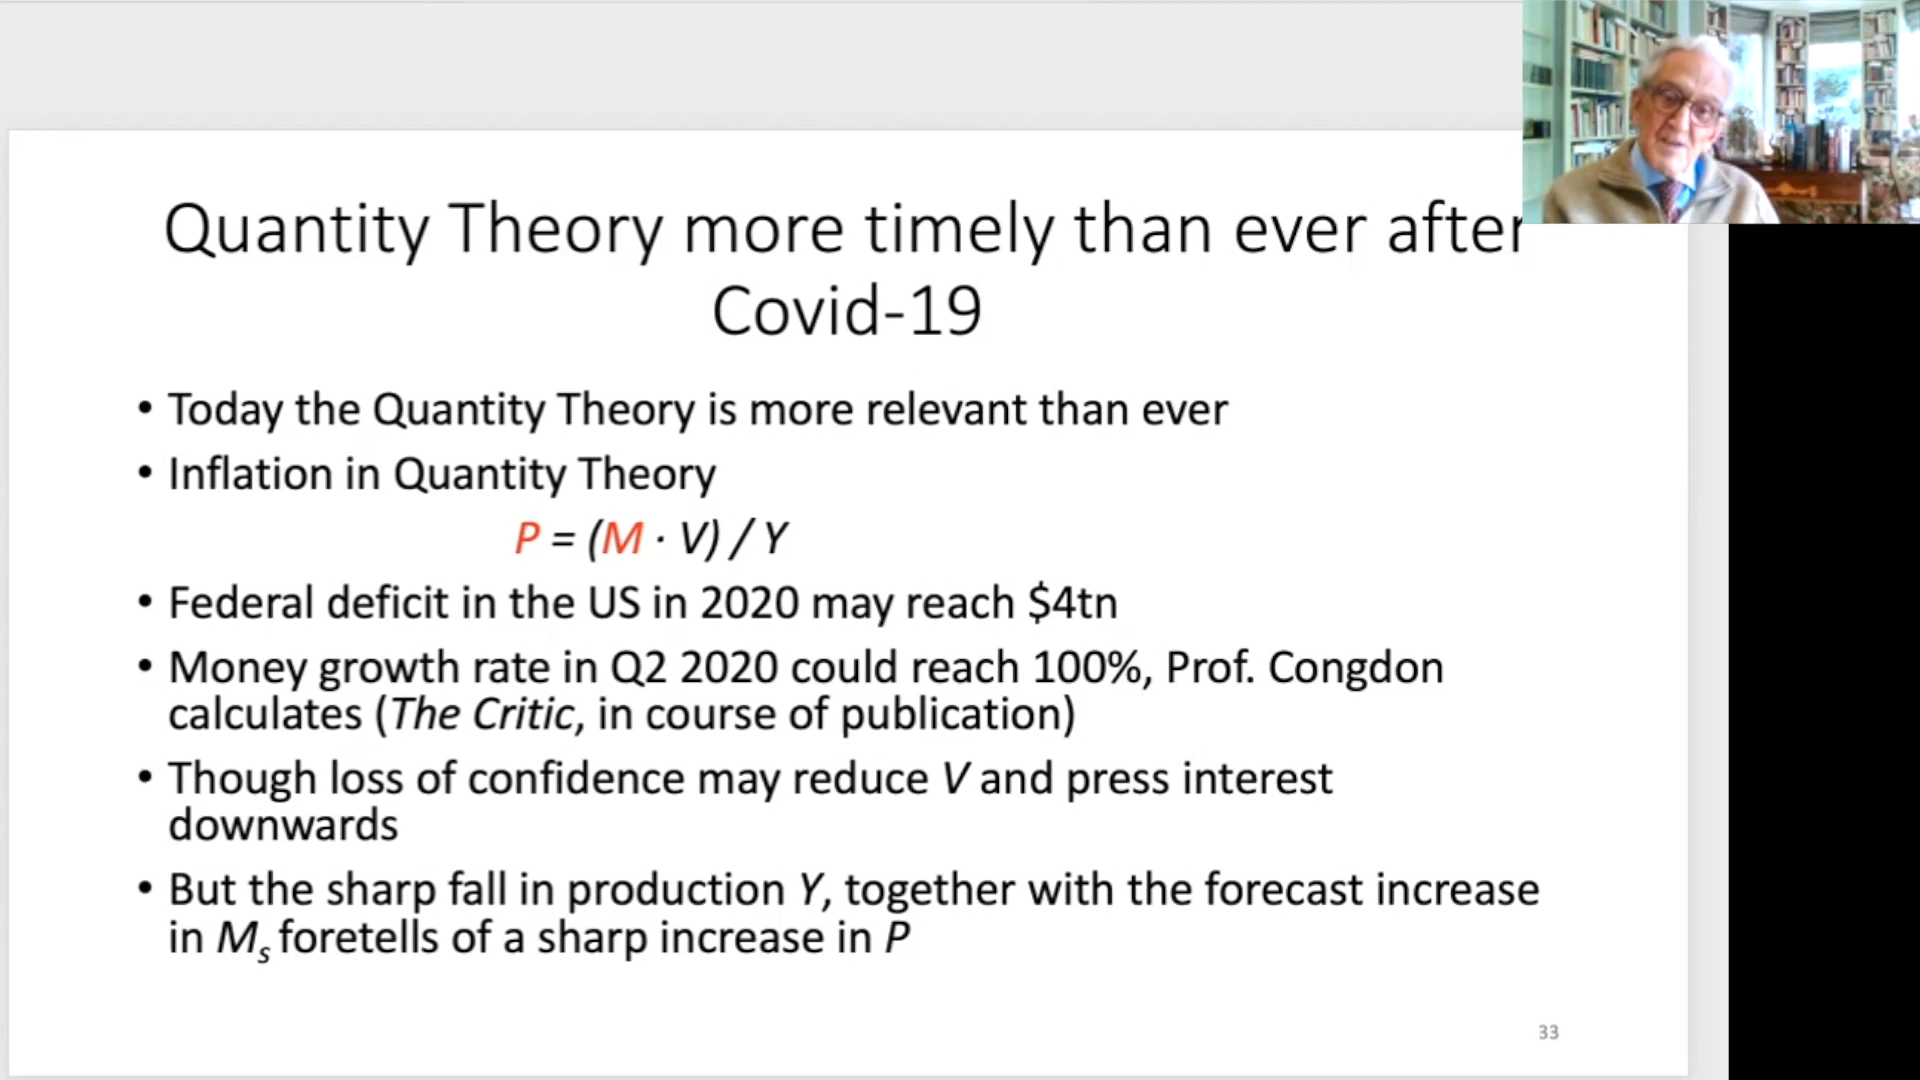 Quantity Theory more timely than ever after
Covid-19
• Today the Quantity Theory is more relevant than ever
• Inflation in Quantity Theory
P = (M · V) / Y
• Federal deficit in the US in 2020 may reach $4tn
• Money growth rate in Q2 2020 could reach 100%, Prof. Congdon
calculates (The Critic, in course of publication)
• Though loss of confidence may reduce V and press interest
downwards
• But the sharp fall in production Y, together with the forecast increase
in Ms foretells of a sharp increase in P
33